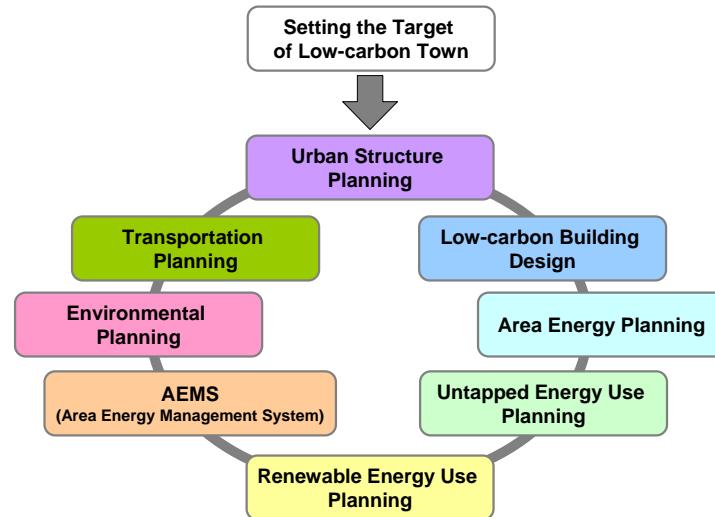 Setting the Target
of Low-carbon Town
Urban Structure
Planning
Transportation
Planning
Low-carbon Building
Design
Environmental
Planning
Area Energy Planning
AEMS
(Area Energy Management System)
Untapped Energy Use
Planning
Renewable Energy Use
Planning